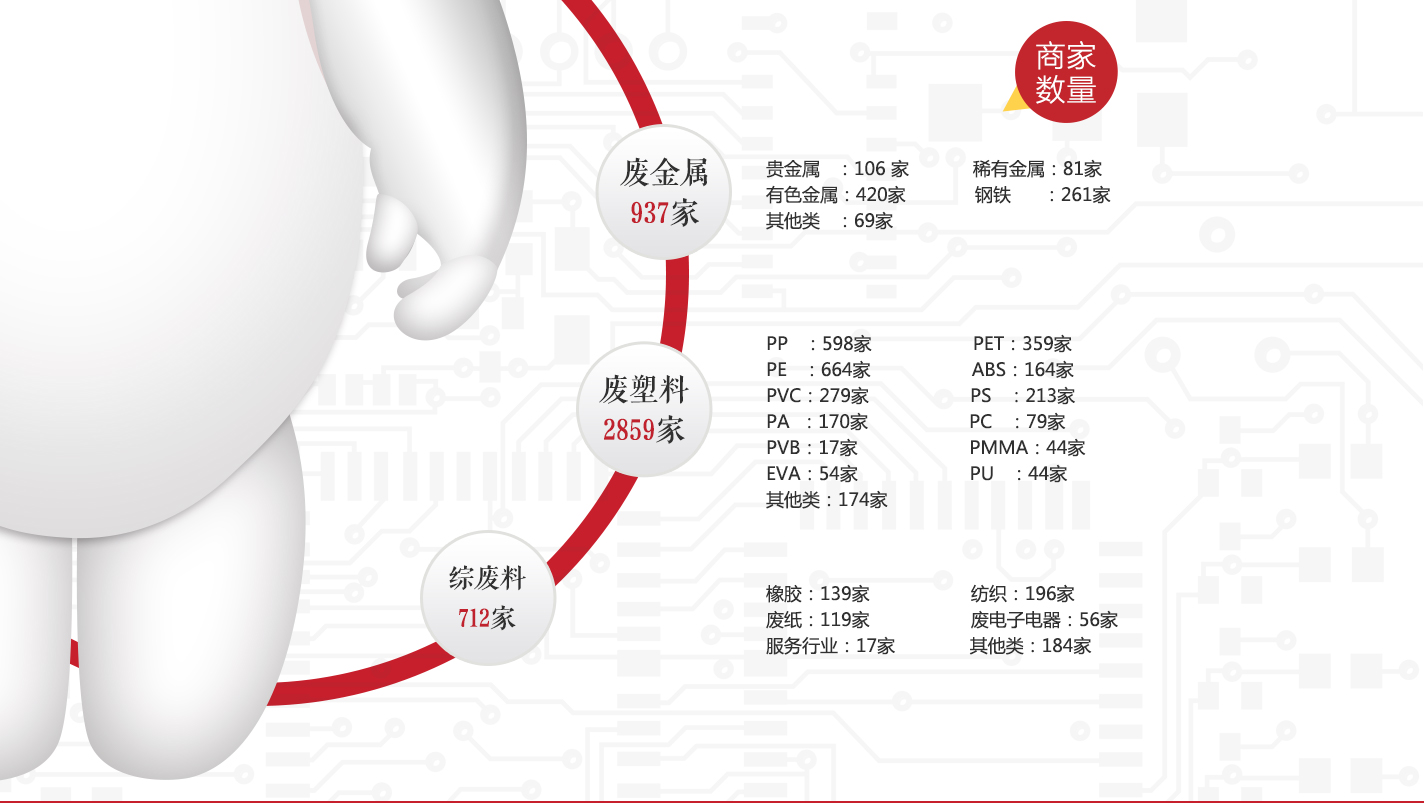 商家
数量
废金属
937家
贵金属 ：106 家 稀有金属：81家
有色金属：420家 钢铁 ：261家
其他类 ：69家
废塑料
2859家
PP ：598家 PET：359家
PE ：664家 ABS：164家
PVC：279家 PS ：213家
PA ：170家 PC ：79家
PVB：17家 PMMA：44家
EVA：54家 PU ：44家
其他类：174家
综废料
712家
橡胶：139家 纺织：196家
废纸：119家 废电子电器：56家
服务行业：17家 其他类：184家